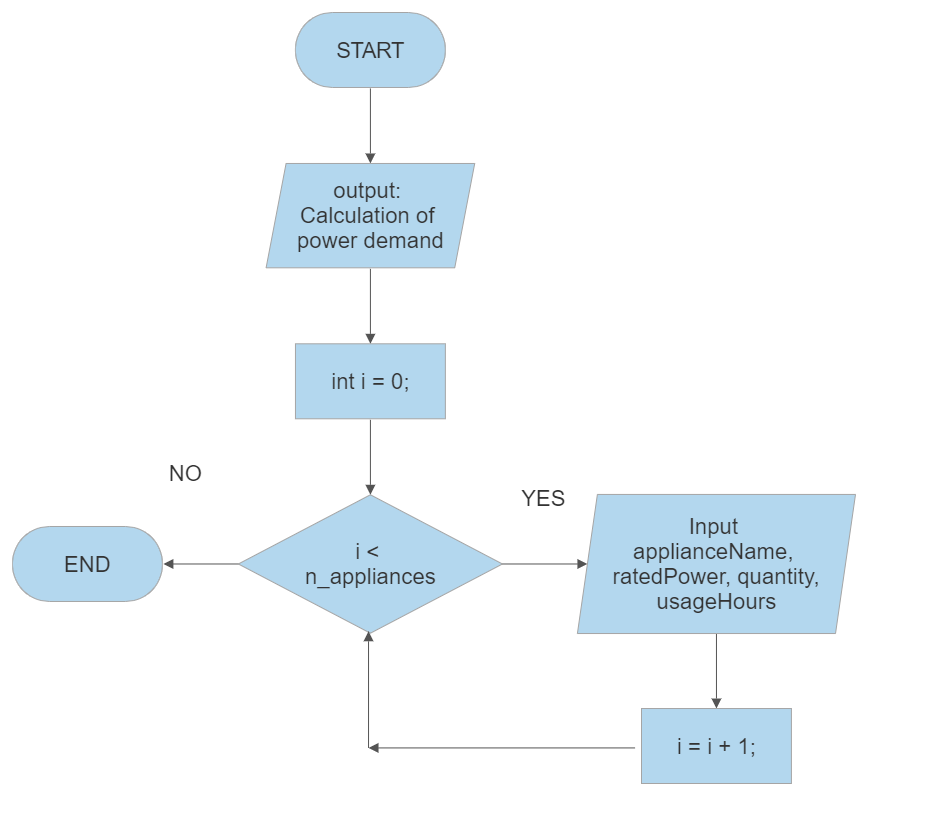 START
output:
Calculation of
power demand
int i = 0;
NO
YES
i <
n_appliances
END
Input
applianceName,
ratedPower, quantity,
usageHours
i = i + 1;